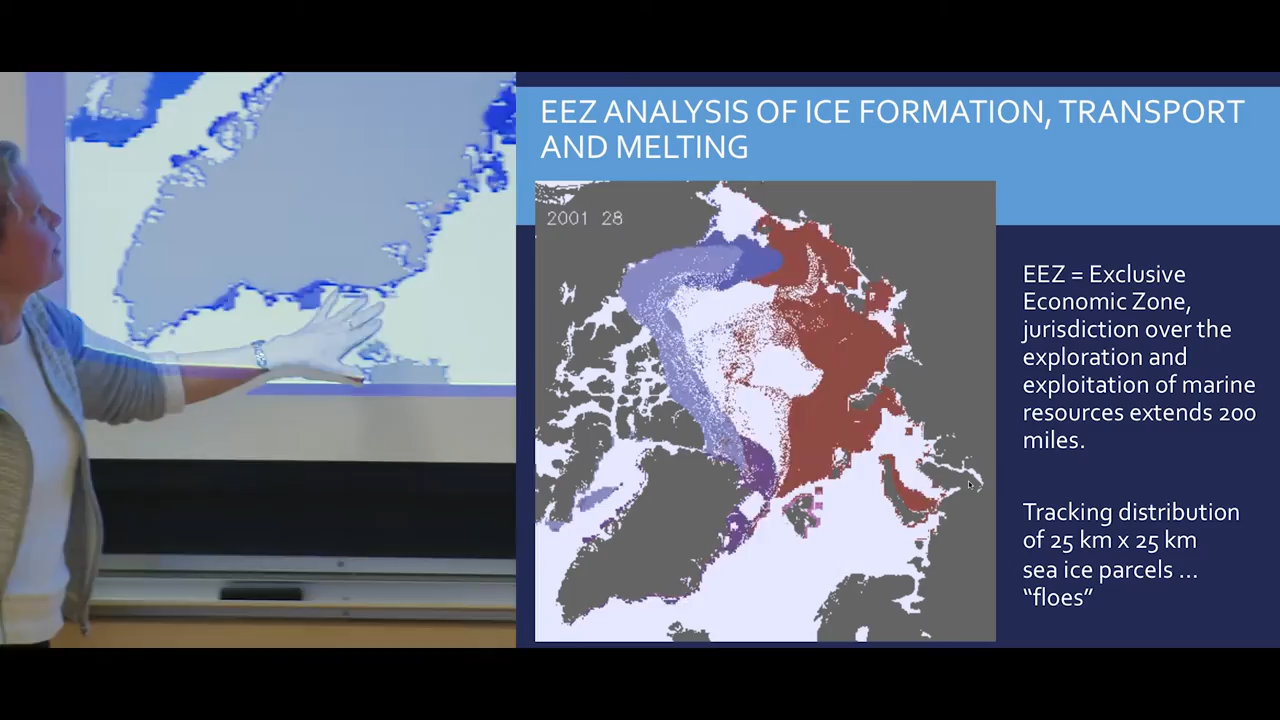 EEZ ANALYSIS OF ICE FORMATION, TRANSPORT
AND MELTING
2001 28
EEZ = Exclusive
Economic Zone,
jurisdiction over the
exploration and
exploitation of marine
resources extends 200
miles.
Tracking distribution
of 25 km x 25 km
sea ice parcels ...
“floes”